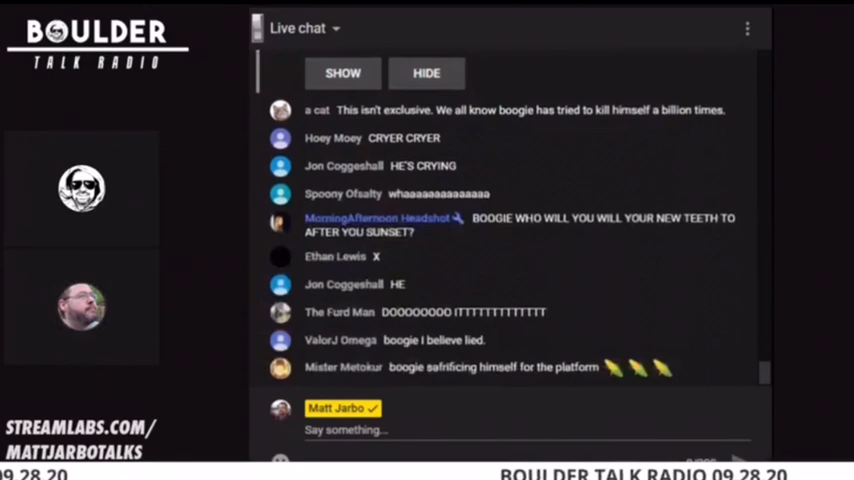 BOULDER
TALK RADIO
Live chat
SHOW HIDE
a cat This isn't exclusive. We all know boogie has tried to kill himself a billion times.
Hoey Moey CRYER CRYER
Jon Coggeshall HE'S CRYING
Spoony Ofsalty whaaaaaaaaaaaaaa
MorningAfternoon Headshot BOOGIE WHO WILL YOU WILL YOUR NEW TEETH TO
AFTER YOU SUNSET?
Ethan Lewis X
Jon Coggeshall HE
The Furd Man DOOOOOOOO ITTTTTTTTTTTTT
ValorJ Omega boogie I believe lied.
Mister Metokur boogie safrificing himself for the platform
Matt Jarbo
Say something...
STREAMLABS.COM/
MATTJARBOTALKS
09.28.20 BOULDER TALK RADIO 09.28.20